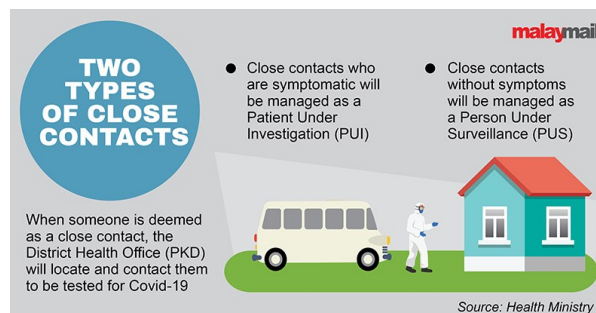 malaymail
TWO
TYPES
OF CLOSE
CONTACTS
● Close contacts who
are symptomatic will
be managed as a
Patient Under
Investigation (PUI)
● Close contacts
without symptoms
will be managed as
a Person Under
Surveillance (PUS)
When someone is deemed
as a close contact, the
District Health Office (PKD)
will locate and contact them
to be tested for Covid-19
Source: Health Ministry